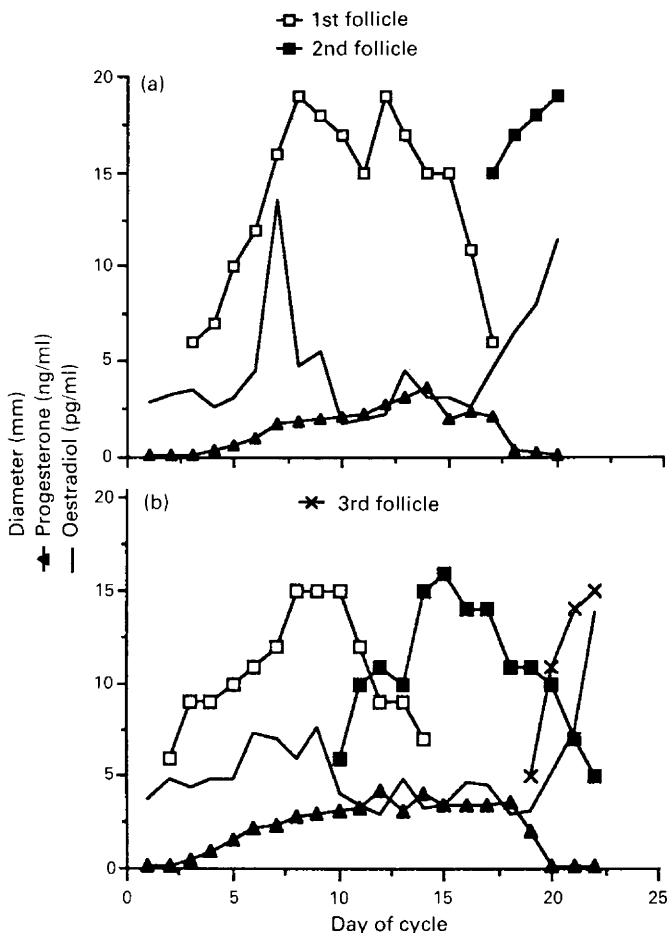 1st follicle
2nd follicle
(a)
20
15
10
5
0
(b)
3rd follicle
20
15
10
5
0
0 5 10 15 20 25
Day of cycle
Diameter (mm)
Progesterone (ng/ml)
Oestradiol (pg/ml)